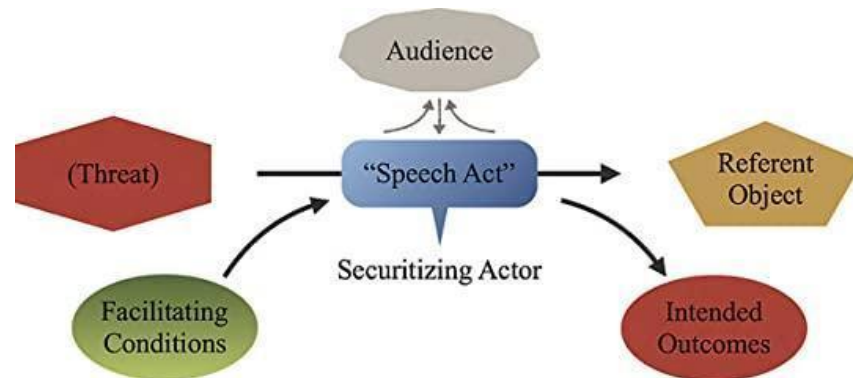 Audience
(Threat)
“Speech Act”
Referent
Object
Securitizing Actor
Facilitating
Conditions
Intended
Outcomes